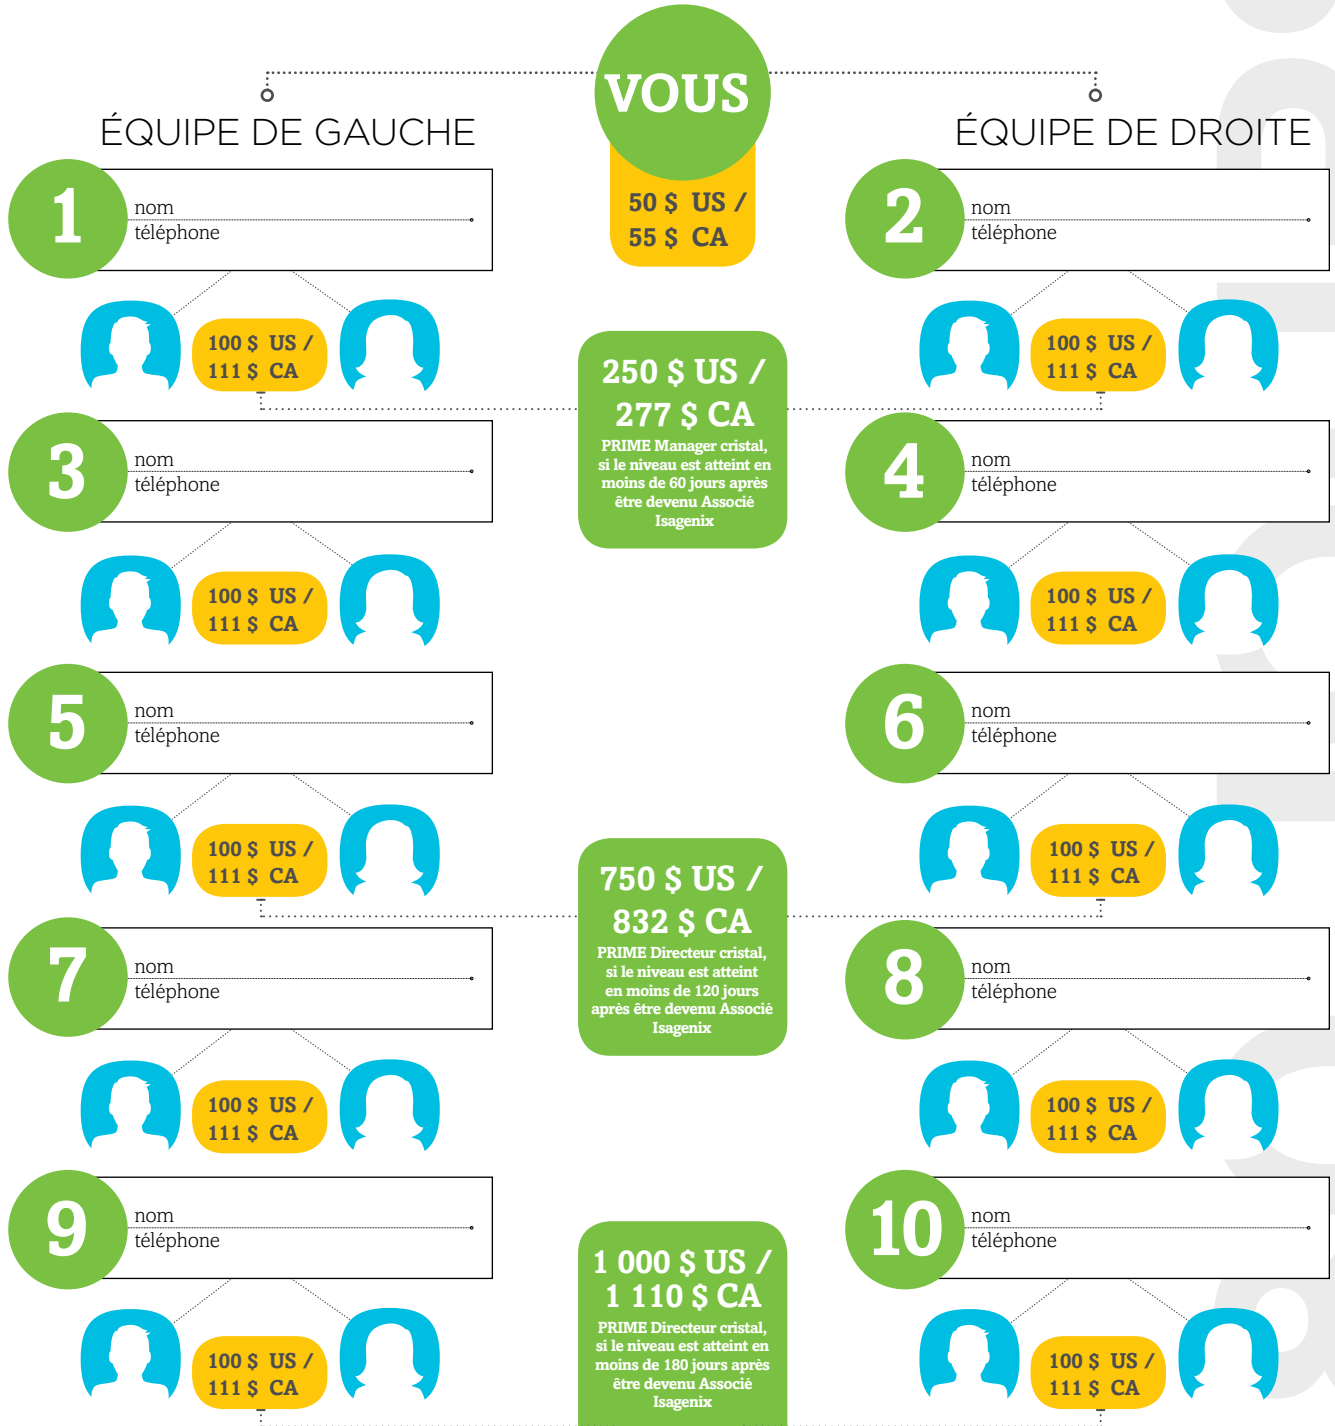 VOUS
50 $ US /
55 $ CA
ÉQUIPE DE GAUCHE
ÉQUIPE DE DROITE
1
nom
téléphone
2
nom
téléphone
100 $ US /
111 $ CA
100 $ US /
111 $ CA
250 $ US /
277 $ CA
PRIME Manager cristal,
si le niveau est atteint en
moins de 60 jours après
être devenu Associé
Isagenix
3
nom
téléphone
4
nom
téléphone
100 $ US /
111 $ CA
100 $ US /
111 $ CA
5
nom
téléphone
6
nom
téléphone
100 $ US /
111 $ CA
100 $ US /
111 $ CA
750 $ US /
832 $ CA
PRIME Directeur cristal,
si le niveau est atteint
en moins de 120 jours
après être devenu Associé
Isagenix
7
nom
téléphone
8
nom
téléphone
100 $ US /
111 $ CA
100 $ US /
111 $ CA
9
nom
téléphone
10
nom
téléphone
1 000 $ US /
1 110 $ CA
PRIME Directeur cristal,
si le niveau est atteint en
moins de 180 jours après
être devenu Associé
Isagenix
100 $ US /
111 $ CA
100 $ US /
111 $ CA